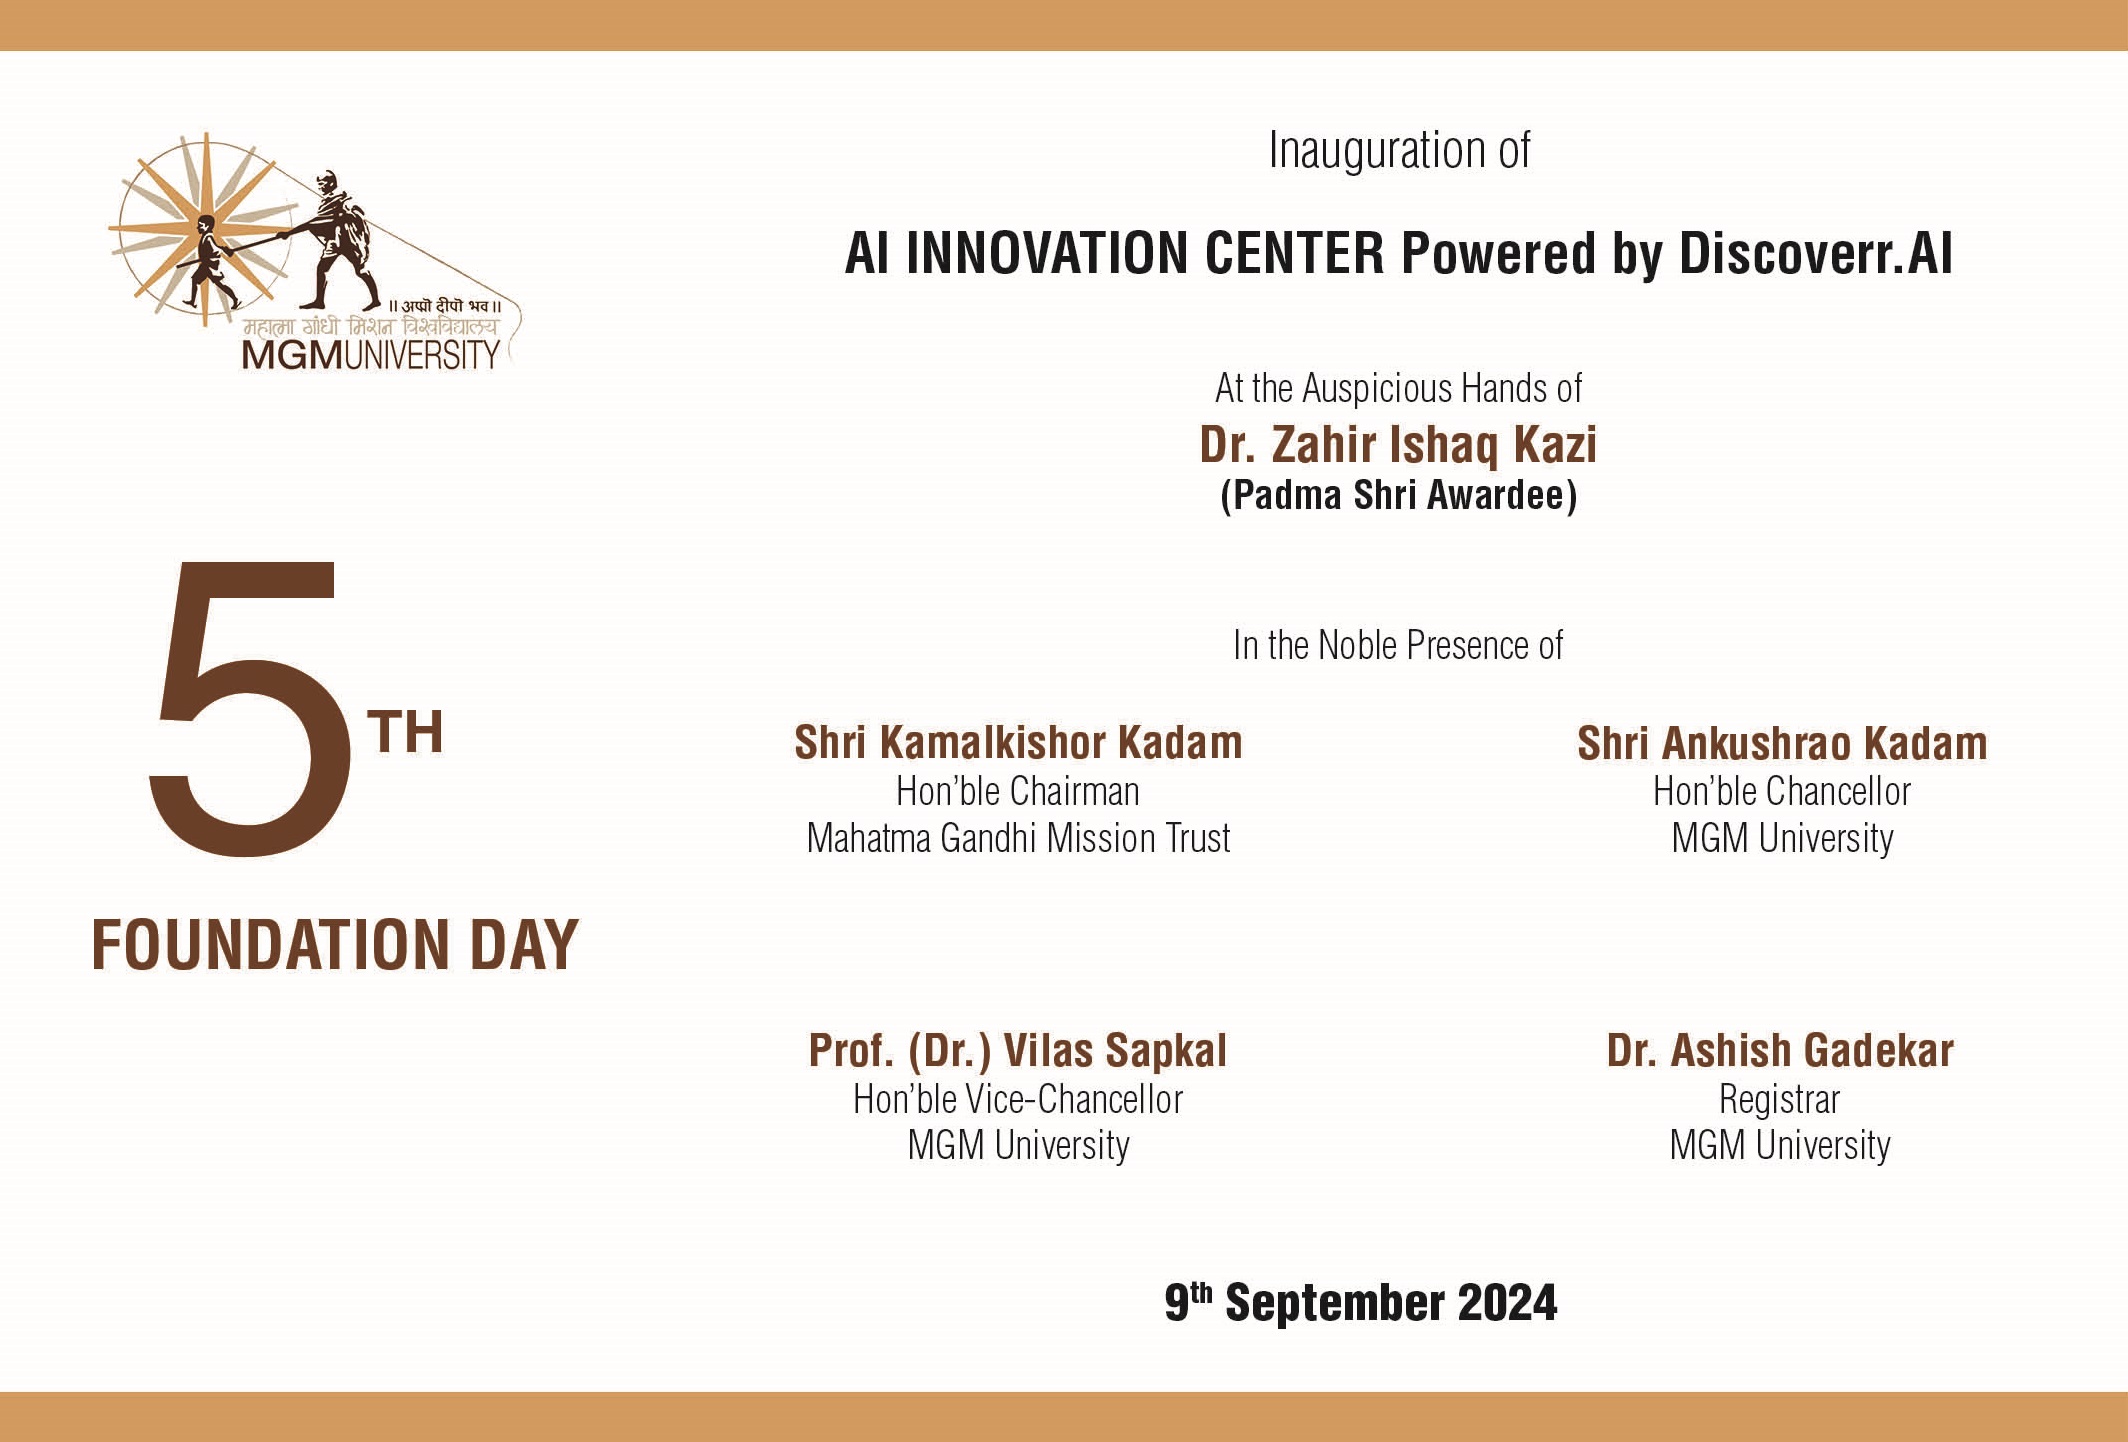 || अप्पो दीपो भव ||
महात्मा गांधी मिशन विश्वविद्यालय
MGMUNIVERSITY
5TH
FOUNDATION DAY
Inauguration of
AI INNOVATION CENTER Powered by Discoverr.AI
At the Auspicious Hands of
Dr. Zahir Ishaq Kazi
(Padma Shri Awardee)
In the Noble Presence of
Shri Kamalkishor Kadam
Hon’ble Chairman
Mahatma Gandhi Mission Trust
Shri Ankushrao Kadam
Hon’ble Chancellor
MGM University
Prof. (Dr.) Vilas Sapkal
Hon’ble Vice-Chancellor
MGM University
Dr. Ashish Gadekar
Registrar
MGM University
9th September 2024